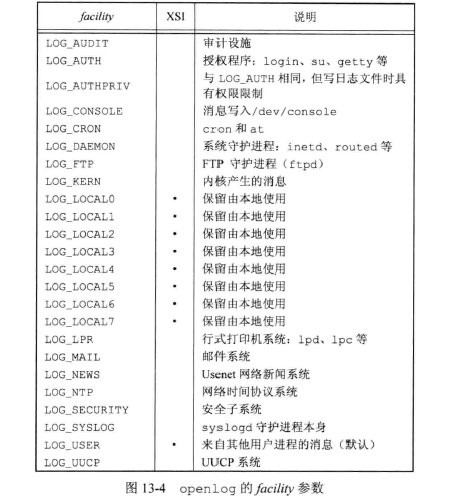 facility XSI 说明
LOG_AUDIT 审计设施
LOG_AUTH 授权程序：login、su、getty 等
LOG_AUTHPRIV 与 LOG_AUTH 相同，但写日志文件时具
有权限限制
LOG_CONSOLE 消息写入/dev/console
LOG_CRON cron 和 at
LOG_DAEMON 系统守护进程：inetd、routed 等
LOG_FTP FTP 守护进程（ftpd）
LOG_KERN 内核产生的消息
LOG_LOCAL0 • 保留由本地使用
LOG_LOCAL1 • 保留由本地使用
LOG_LOCAL2 • 保留由本地使用
LOG_LOCAL3 • 保留由本地使用
LOG_LOCAL4 • 保留由本地使用
LOG_LOCAL5 • 保留由本地使用
LOG_LOCAL6 • 保留由本地使用
LOG_LOCAL7 • 保留由本地使用
LOG_LPR 行式打印机系统：lpd、lpc 等
LOG_MAIL 邮件系统
LOG_NEWS Usenet 网络新闻系统
LOG_NTP 网络时间协议系统
LOG_SECURITY 安全子系统
LOG_SYSLOG syslogd 守护进程本身
LOG_USER • 来自其他用户进程的消息（默认）
LOG_UUCP UUCP 系统
图 13-4 openlog 的 facility 参数